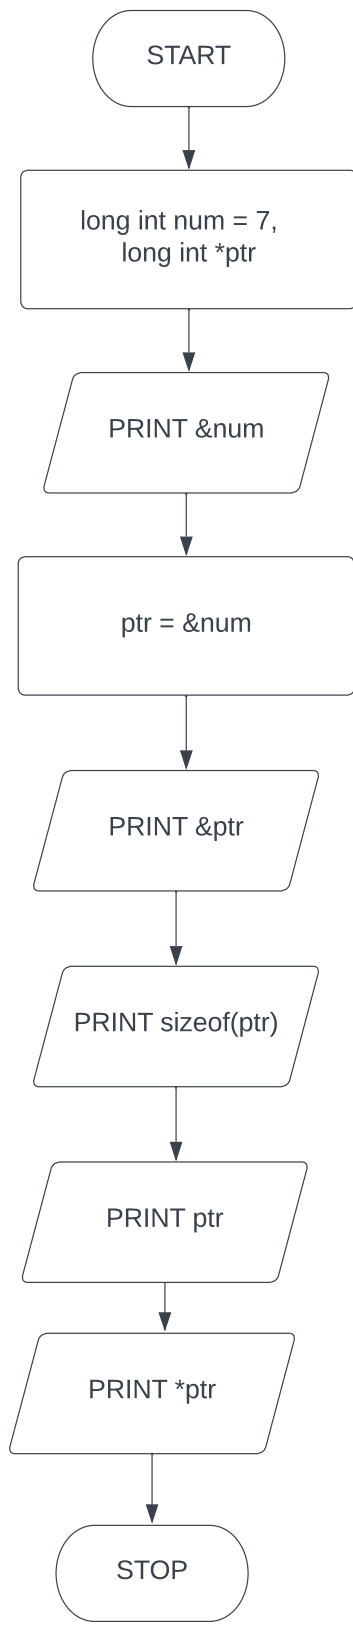 START
long int num = 7,
long int *ptr
PRINT &num
ptr = &num
PRINT &ptr
PRINT sizeof(ptr)
PRINT ptr
PRINT *ptr
STOP